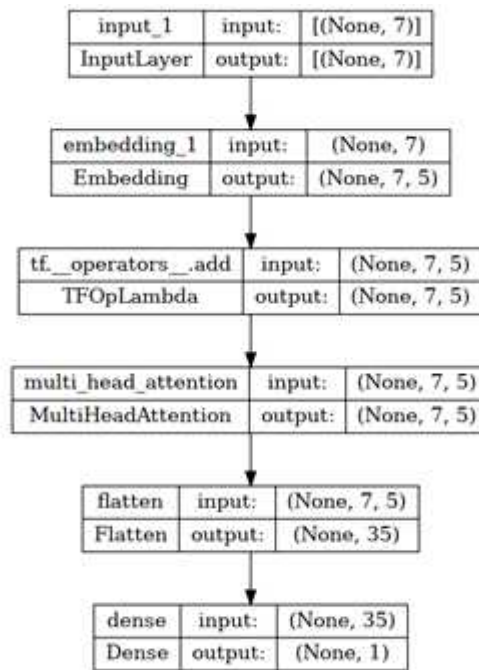 input_1 input: [(None, 7)]
InputLayer output: [(None, 7)]
embedding_1 input: (None, 7)
Embedding output: (None, 7, 5)
tf.__operators__.add input: (None, 7, 5)
TFOpLambda output: (None, 7, 5)
multi_head_attention input: (None, 7, 5)
MultiHeadAttention output: (None, 7, 5)
flatten input: (None, 7, 5)
Flatten output: (None, 35)
dense input: (None, 35)
Dense output: (None, 1)